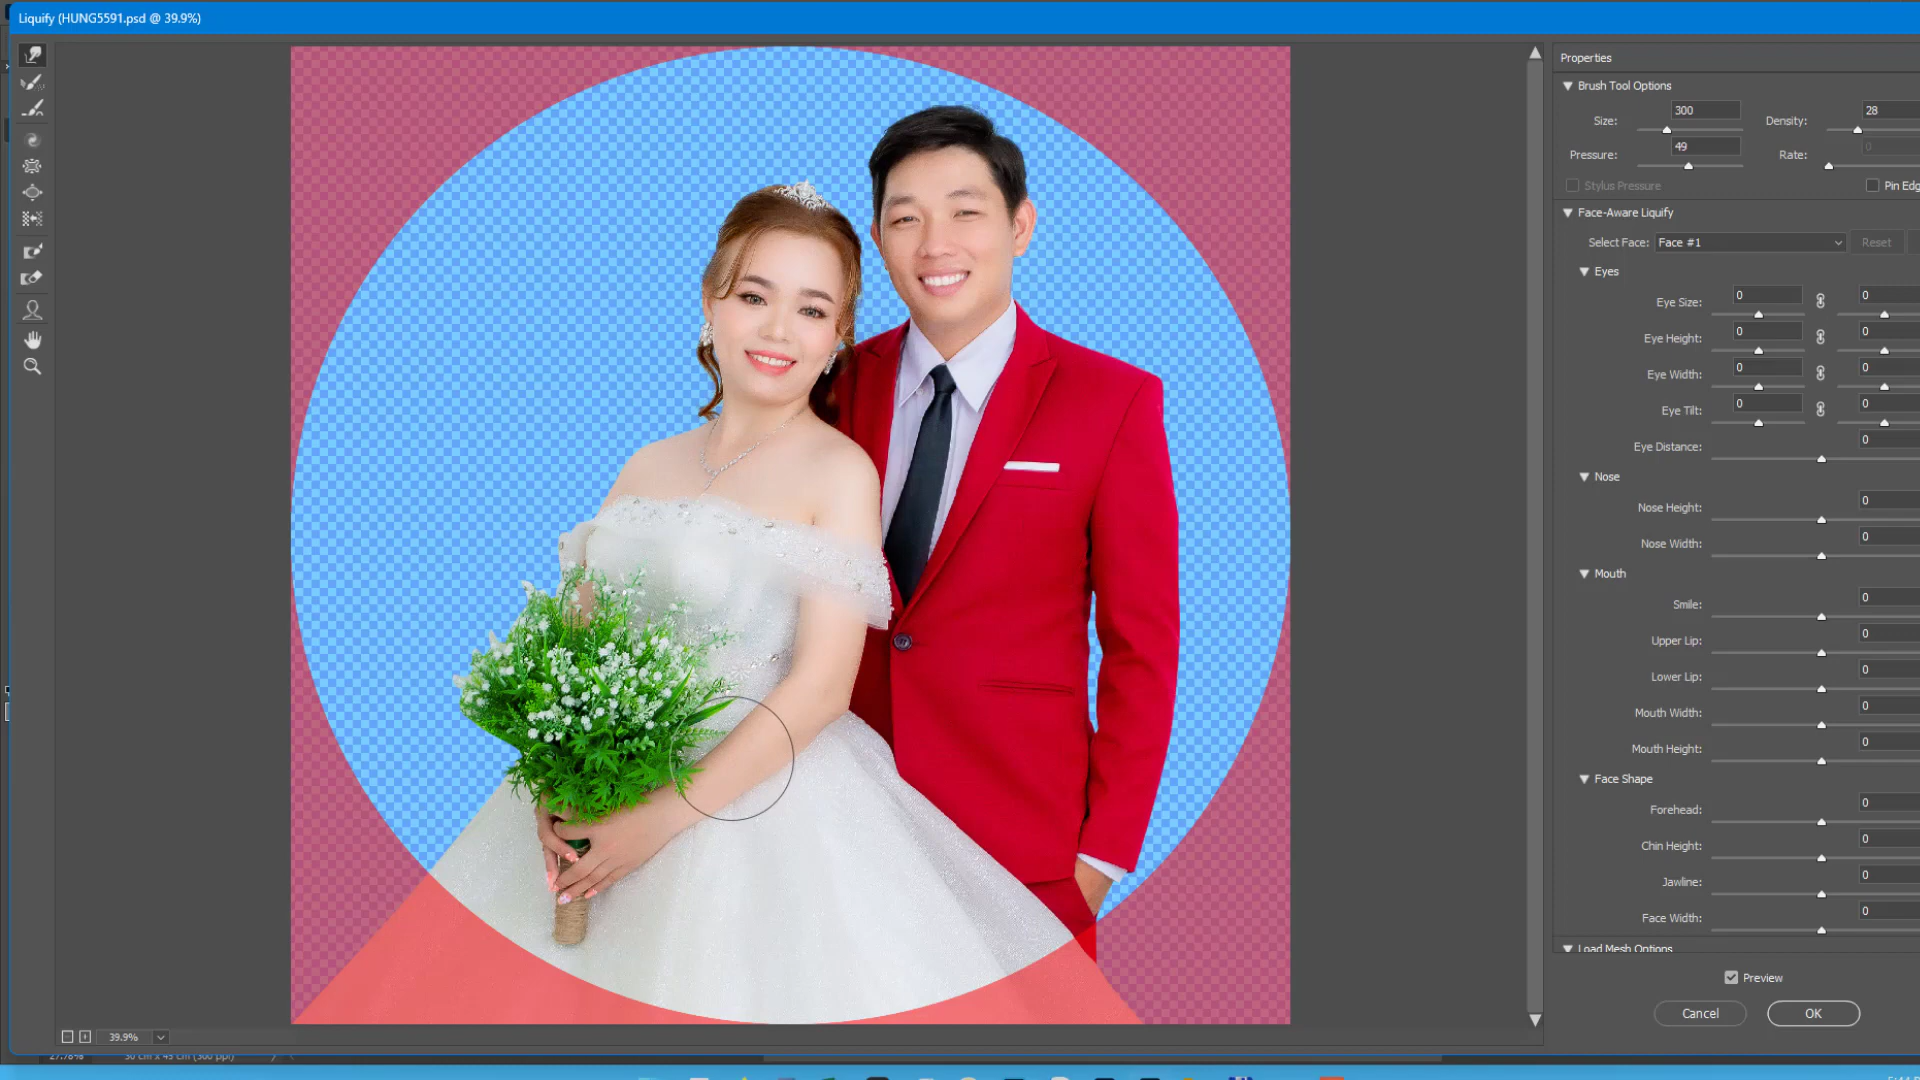 Liquify (HUNG5591.psd @ 39.9%)
Properties
Brush Tool Options
Size: 300 Density: 28
Pressure: 49 Rate: 0
Stylus Pressure Pin Edg
Face-Aware Liquify
Select Face: Face #1 Reset
Eyes
Eye Size: 0 0
Eye Height: 0 0
Eye Width: 0 0
Eye Tilt: 0 0
Eye Distance: 0
Nose
Nose Height: 0
Nose Width: 0
Mouth
Smile: 0
Upper Lip: 0
Lower Lip: 0
Mouth Width: 0
Mouth Height: 0
Face Shape
Forehead: 0
Chin Height: 0
Jawline: 0
Face Width: 0
Load Mesh Options
Preview
Cancel OK
39.9%
27.78% 30 cm x 45 cm (300 ppi)